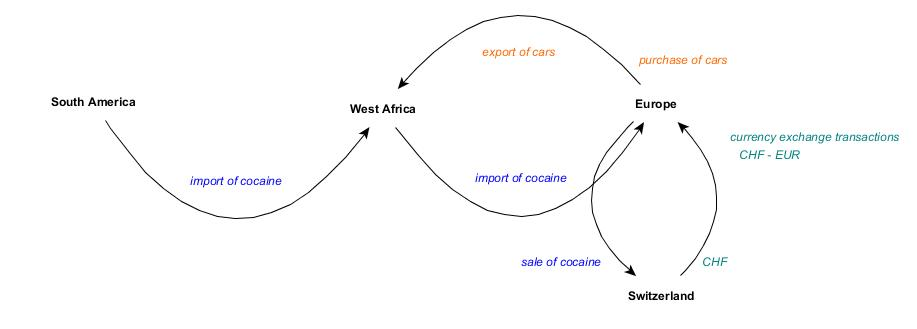 export of cars
purchase of cars
South America
West Africa
Europe
currency exchange transactions
CHF - EUR
import of cocaine
import of cocaine
sale of cocaine
CHF
Switzerland